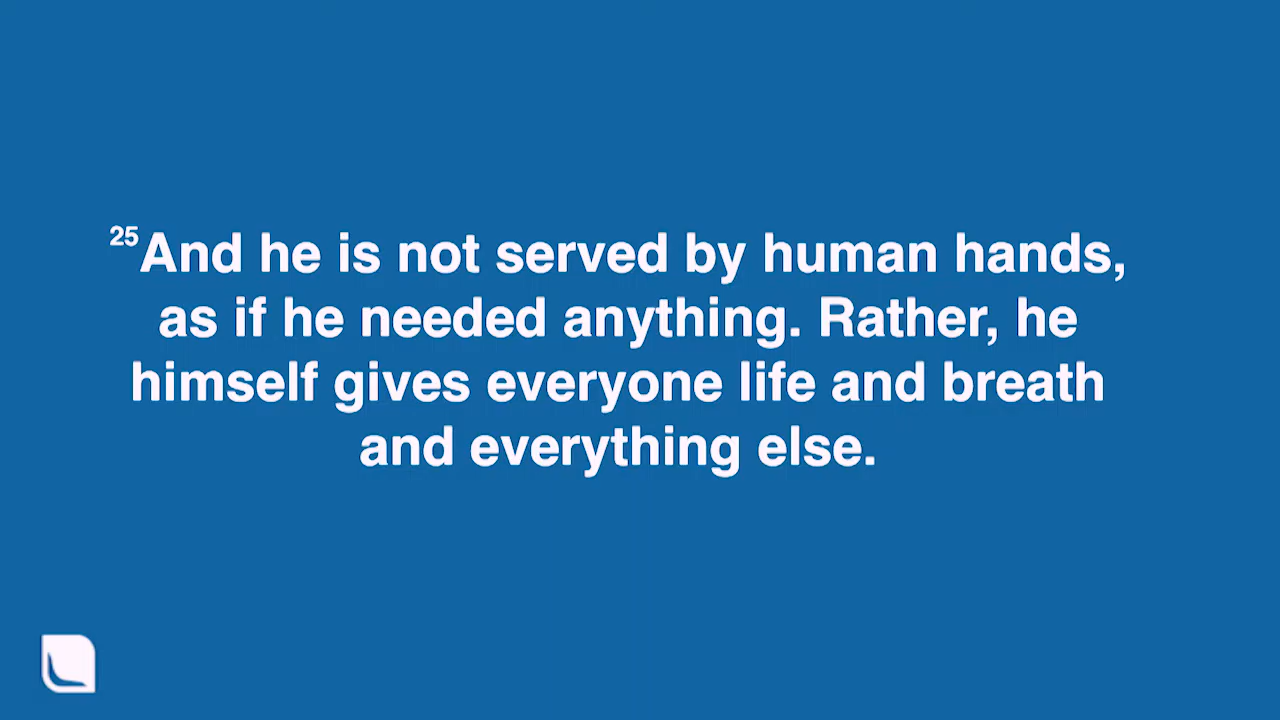 25And he is not served by human hands,
as if he needed anything. Rather, he
himself gives everyone life and breath
and everything else.